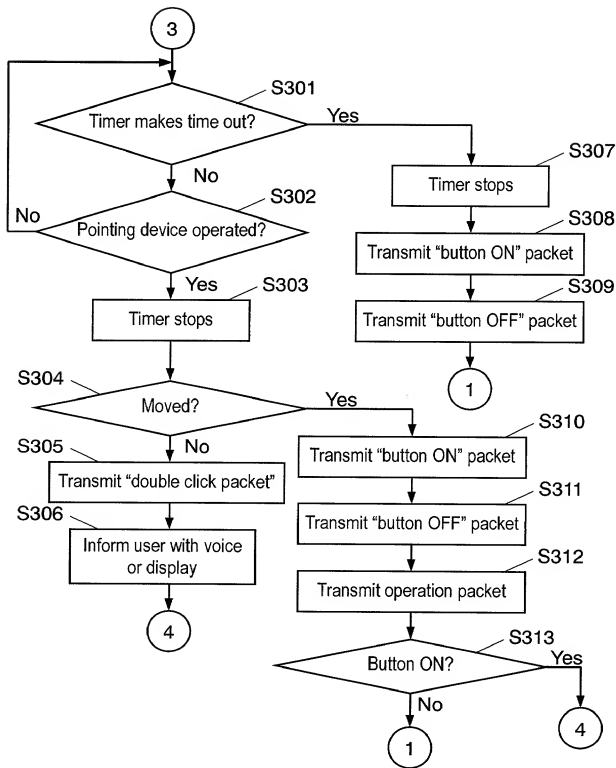 3
S301
Timer makes time out?
Yes
No
S307
Timer stops
S302
No
Pointing device operated?
S308
Transmit "button ON" packet
Yes
S303
S309
Timer stops
Transmit "button OFF" packet
1
S304
Moved?
Yes
No
S310
S305
Transmit "button ON" packet
Transmit "double click packet"
S311
S306
Transmit "button OFF" packet
Inform user with voice
or display
S312
Transmit operation packet
4
S313
Button ON?
Yes
No
4
1